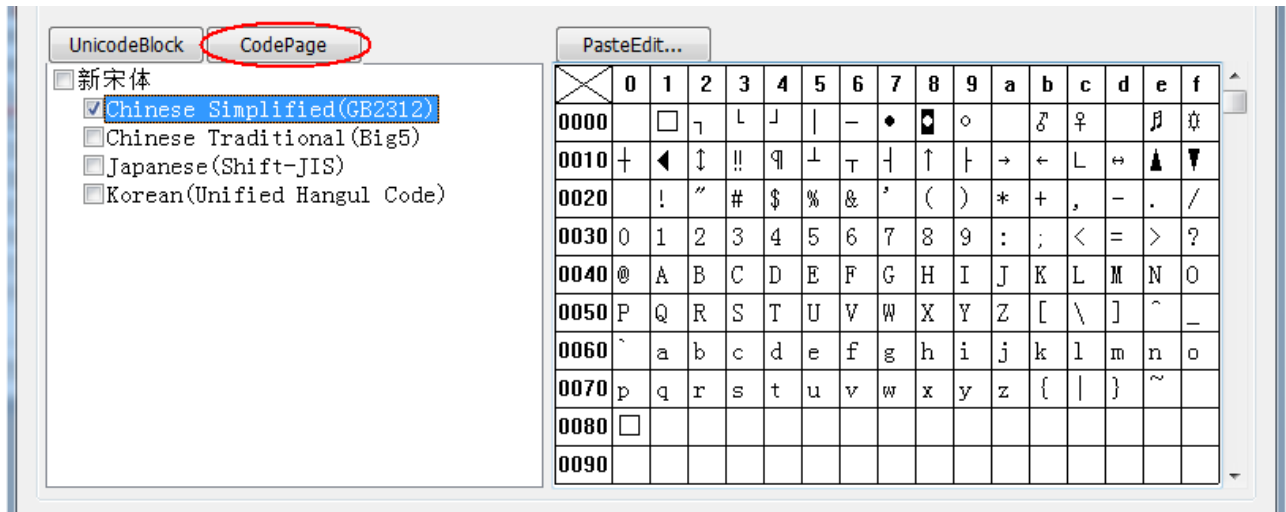 UnicodeBlock CodePage PasteEdit...
新宋体
Chinese Simplified(GB2312)
Chinese Traditional(Big5)
Japanese(Shift-JIS)
Korean(Unified Hangul Code)
0 1 2 3 4 5 6 7 8 9 a b c d e f
0000 □ ┐ └ ┘ │ − • ◘ ○ ♂ ♀ ♬ ☼
0010 ┼ ◄ ↕ ‼ ¶ ┴ ┬ ┤ ↑ ├ → ← ∟ ↔ ▲ ▼
0020 ! " # $ % & ' ( ) * + , - . /
0030 0 1 2 3 4 5 6 7 8 9 : ; < = > ?
0040 @ A B C D E F G H I J K L M N O
0050 P Q R S T U V W X Y Z [ \ ] ^ _
0060 ` a b c d e f g h i j k l m n o
0070 p q r s t u v w x y z { | } ~
0080 □
0090